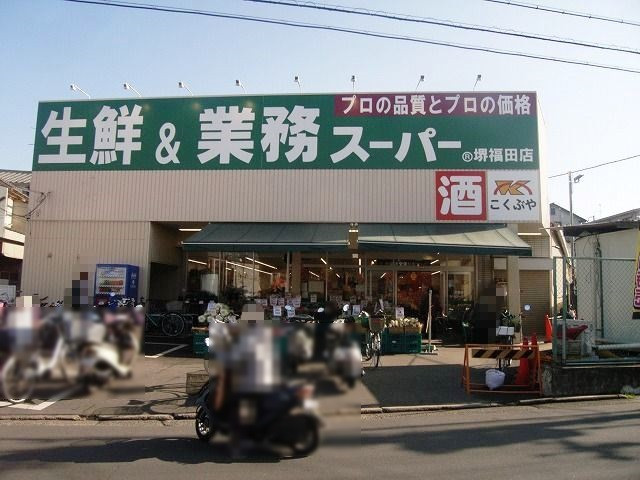 プロの品質とプロの価格
生鮮&業務スーパー®堺福田店
酒
こくぶや